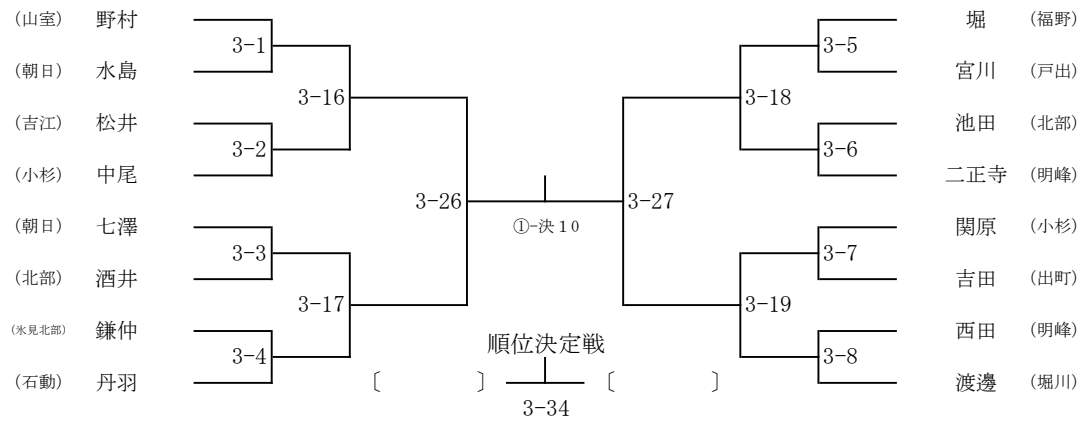 (山室) 野村 堀 (福野)
3-1 3-5
(朝日) 水島 宮川 (戸出)
3-16 3-18
(吉江) 松井 池田 (北部)
3-2 3-6
(小杉) 中尾 二正寺 (明峰)
3-26 3-27
(朝日) 七澤 ①-決10 関原 (小杉)
3-3 3-7
(北部) 酒井 吉田 (出町)
3-17 3-19
(氷見北部) 鎌仲 西田 (明峰)
順位決定戦
3-4 3-8
(石動) 丹羽 〔 〕 〔 〕 渡邊 (堀川)
3-34